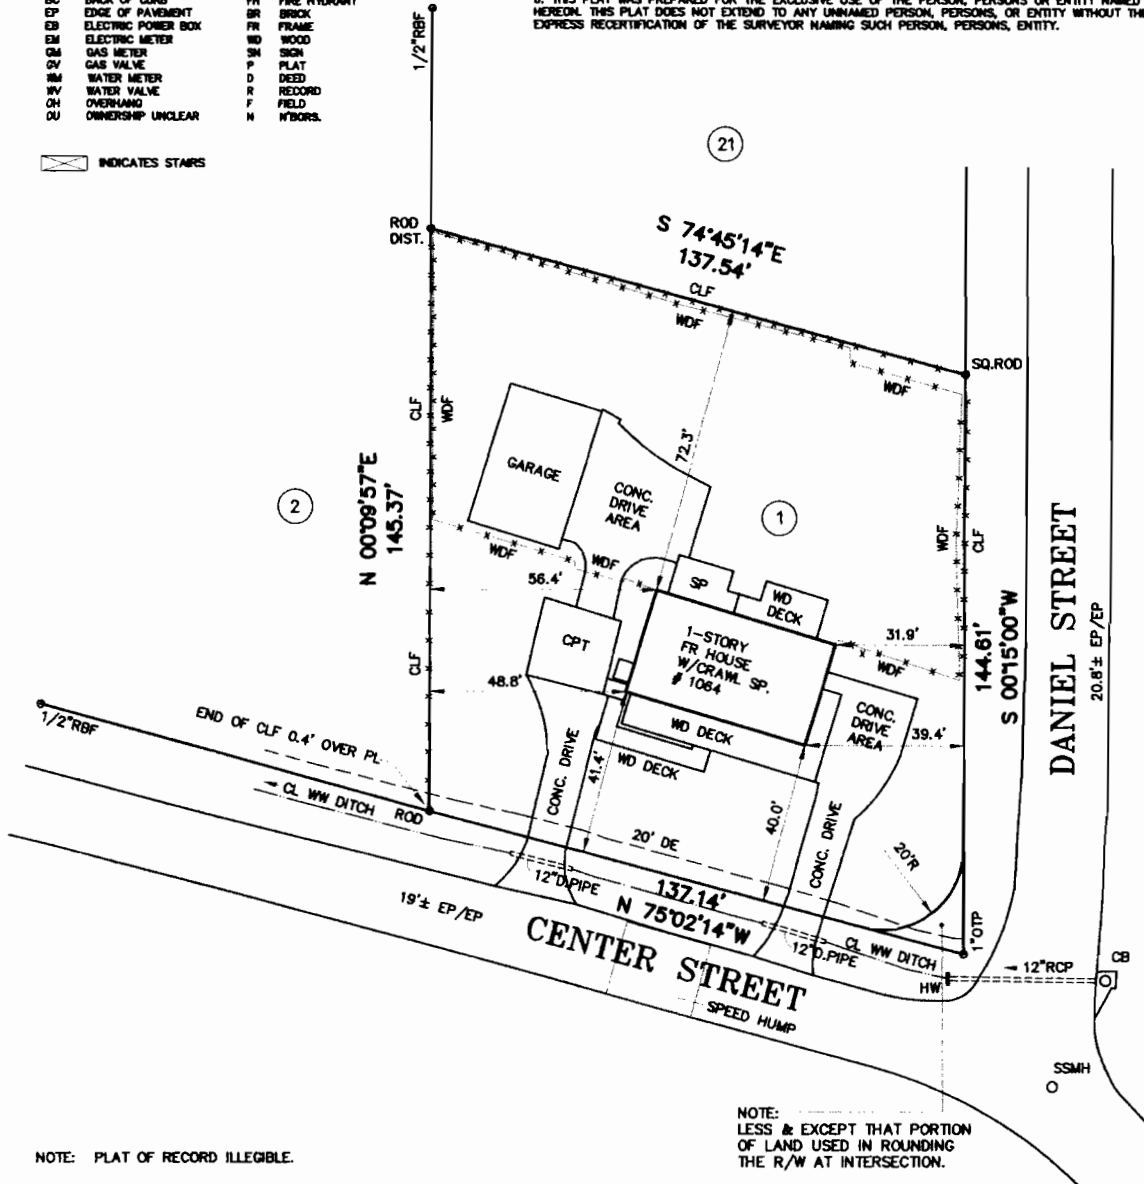 BC BACK OF CURB
EP EDGE OF PAVEMENT
EB ELECTRIC POWER BOX
EM ELECTRIC METER
GM GAS METER
GV GAS VALVE
WM WATER METER
WV WATER VALVE
OH OVERHANG
OU OWNERSHIP UNCLEAR
FH FIRE HYDRANT
BR BRICK
FR FRAME
WD WOOD
SN SIGN
P PLAT
D DEED
R RECORD
F FIELD
N N'BORS.
INDICATES STAIRS
HEREON. THIS PLAT DOES NOT EXTEND TO ANY UNNAMED PERSON, PERSONS, OR ENTITY WITHOUT THE
EXPRESS RECERTIFICATION OF THE SURVEYOR NAMING SUCH PERSON, PERSONS, ENTITY.
1/2"RBF
21
ROD
DIST.
S 74°45'14"E
137.54'
CLF
WDF
SQ.ROD
WDF
CLF
WDF
72.3'
GARAGE
CONC.
DRIVE
AREA
N 00°09'57"E
145.37'
2
1
WDF
CLF
WDF
WDF
56.4'
SP
WD
DECK
CPT
1-STORY
FR HOUSE
W/CRAWL SP.
# 1064
31.9'
WDF
144.61'
S 00°15'00"W
DANIEL STREET
20.8'± EP/EP
CLF
48.8'
CONC.
DRIVE
AREA
39.4'
WD DECK
WD DECK
1/2"RBF
END OF CLF 0.4' OVER PL
CL WW DITCH
ROD
CONC. DRIVE
41.4'
40.0'
CONC. DRIVE
20'R
20' DE
12"D.PIPE
137.14'
N 75°02'14"W
19'± EP/EP
CENTER STREET
SPEED HUMP
12"D.PIPE
CL WW DITCH
1"OTP
HW
12"RCP
CB
SSMH
NOTE:
LESS & EXCEPT THAT PORTION
OF LAND USED IN ROUNDING
THE R/W AT INTERSECTION.
NOTE: PLAT OF RECORD ILLEGIBLE.